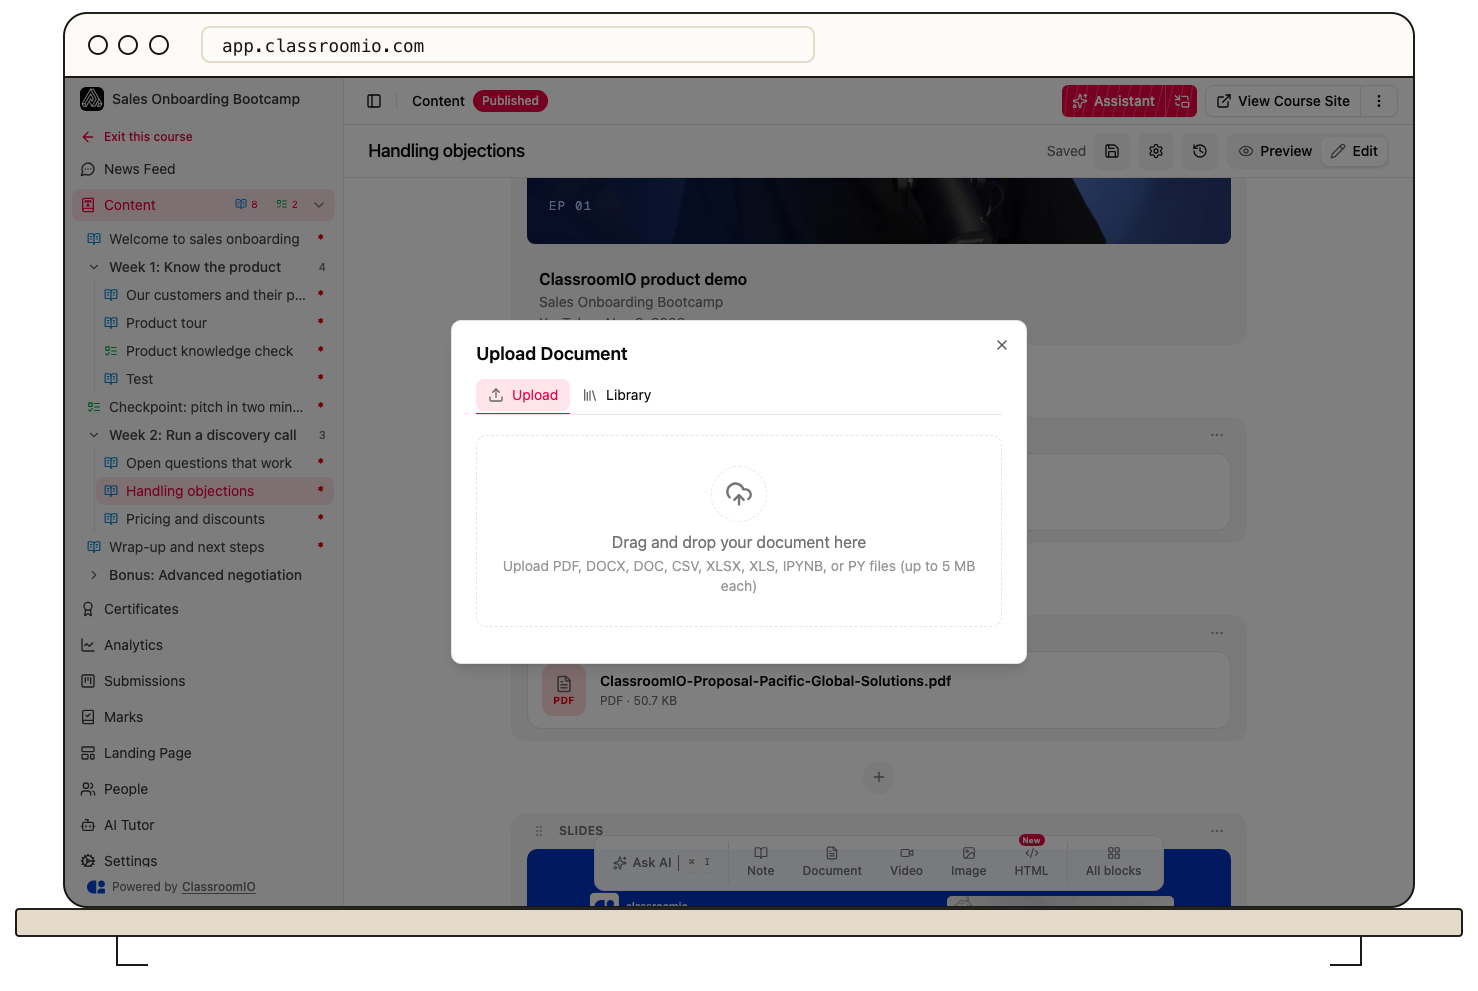 app.classroomio.com
Sales Onboarding Bootcamp
Exit this course
News Feed
Content 8 2
Welcome to sales onboarding *
Week 1: Know the product 4
Our customers and their p... *
Product tour *
Product knowledge check *
Test *
Checkpoint: pitch in two min... *
Week 2: Run a discovery call 3
Open questions that work *
Handling objections *
Pricing and discounts *
Wrap-up and next steps *
Bonus: Advanced negotiation
Certificates
Analytics
Submissions
Marks
Landing Page
People
AI Tutor
Settings
Powered by ClassroomIO
Content Published
Assistant
View Course Site
Handling objections
Saved
Preview
Edit
EP 01
ClassroomIO product demo
Sales Onboarding Bootcamp
Upload Document
Upload
Library
Drag and drop your document here
Upload PDF, DOCX, DOC, CSV, XLSX, XLS, IPYNB, or PY files (up to 5 MB
each)
PDF
ClassroomIO-Proposal-Pacific-Global-Solutions.pdf
PDF · 50.7 KB
SLIDES
Ask AI ⌘ I
Note
Document
Video
Image
New
HTML
All blocks
classroomio